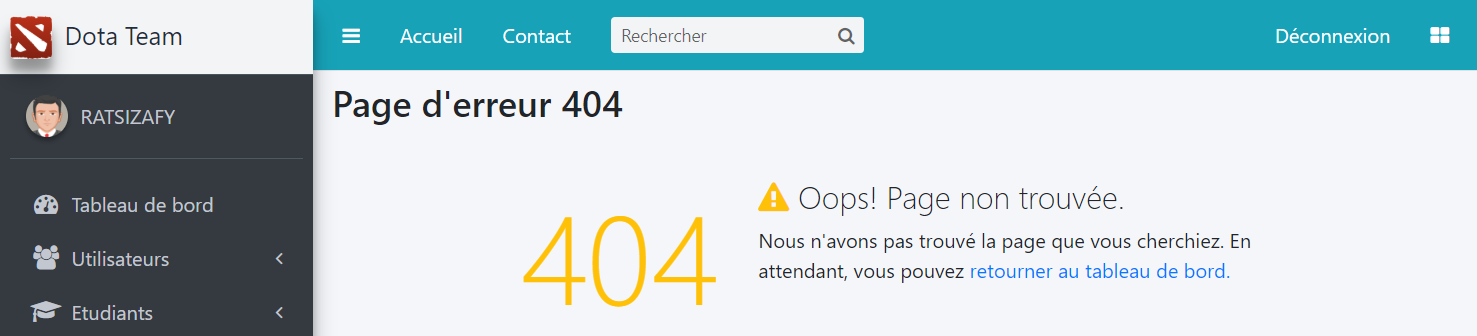 Dota Team
Accueil
Contact
Rechercher
Déconnexion
RATSIZAFY
Tableau de bord
Utilisateurs
Etudiants
Page d'erreur 404
404
Oops! Page non trouvée.
Nous n'avons pas trouvé la page que vous cherchiez. En
attendant, vous pouvez retourner au tableau de bord.